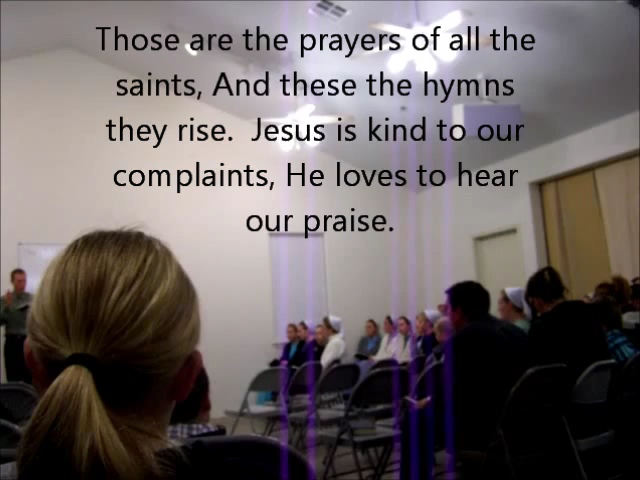 Those are the prayers of all the
saints, And these the hymns
they rise.  Jesus is kind to our
complaints, He loves to hear
our praise.